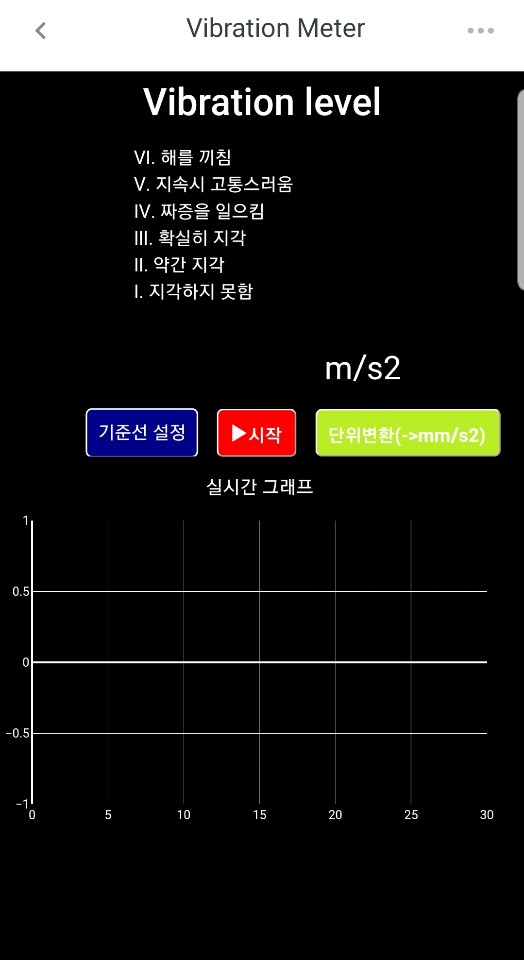 Vibration Meter
Vibration level
VI. 해를 끼침
V. 지속시 고통스러움
IV. 짜증을 일으킴
III. 확실히 지각
II. 약간 지각
I. 지각하지 못함
m/s2
기준선 설정
▶시작
단위변환(->mm/s2)
실시간 그래프
1
0.5
0
−0.5
−1
0 5 10 15 20 25 30